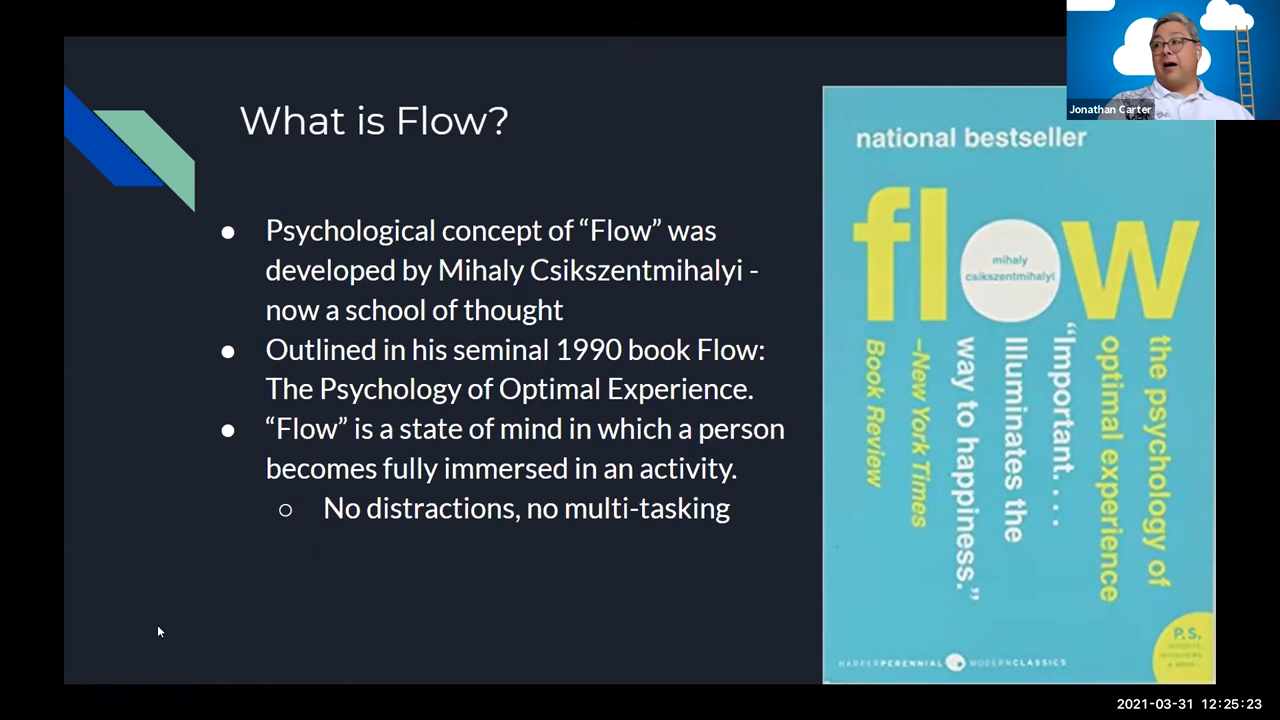 Jonathan Carter
What is Flow?
● Psychological concept of “Flow” was
developed by Mihaly Csikszentmihalyi -
now a school of thought
● Outlined in his seminal 1990 book Flow:
The Psychology of Optimal Experience.
● “Flow” is a state of mind in which a person
becomes fully immersed in an activity.
○ No distractions, no multi-tasking
national bestseller
flow
mihaly
csikszentmihalyi
the psychology of
optimal experience
“Important. . . .
Illuminates the
way to happiness.”
–New York Times
Book Review
P.S.
HARPERPERENNIAL MODERNCLASSICS
2021-03-31 12:25:23